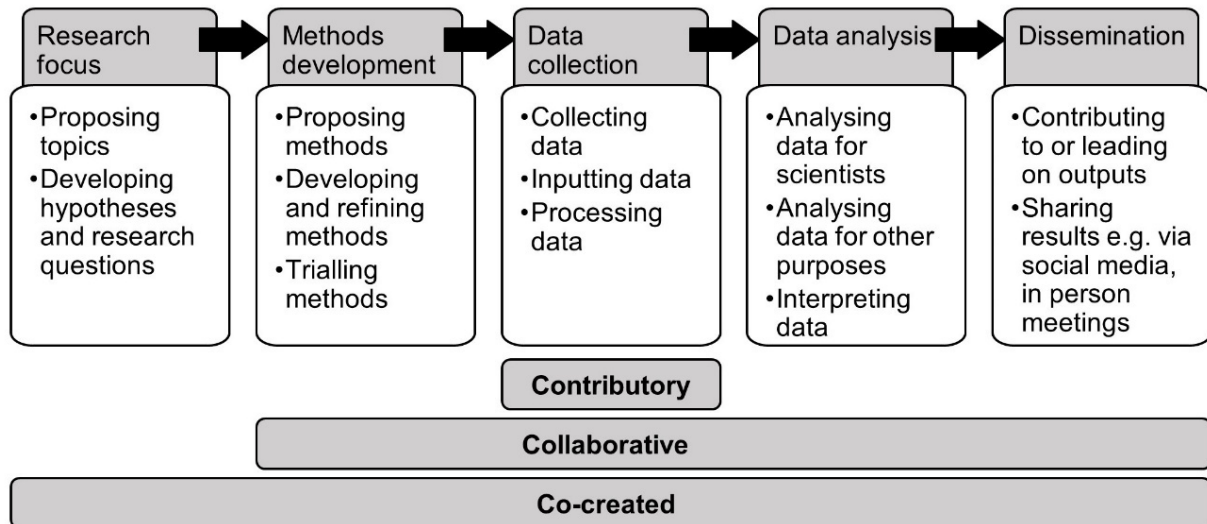 Research
focus
Methods
development
Data
collection
Data analysis
Dissemination
•Proposing
topics
•Developing
hypotheses
and research
questions
•Proposing
methods
•Developing
and refining
methods
•Trialling
methods
•Collecting
data
•Inputting data
•Processing
data
•Analysing
data for
scientists
•Analysing
data for other
purposes
•Interpreting
data
•Contributing
to or leading
on outputs
•Sharing
results e.g. via
social media,
in person
meetings
Contributory
Collaborative
Co-created